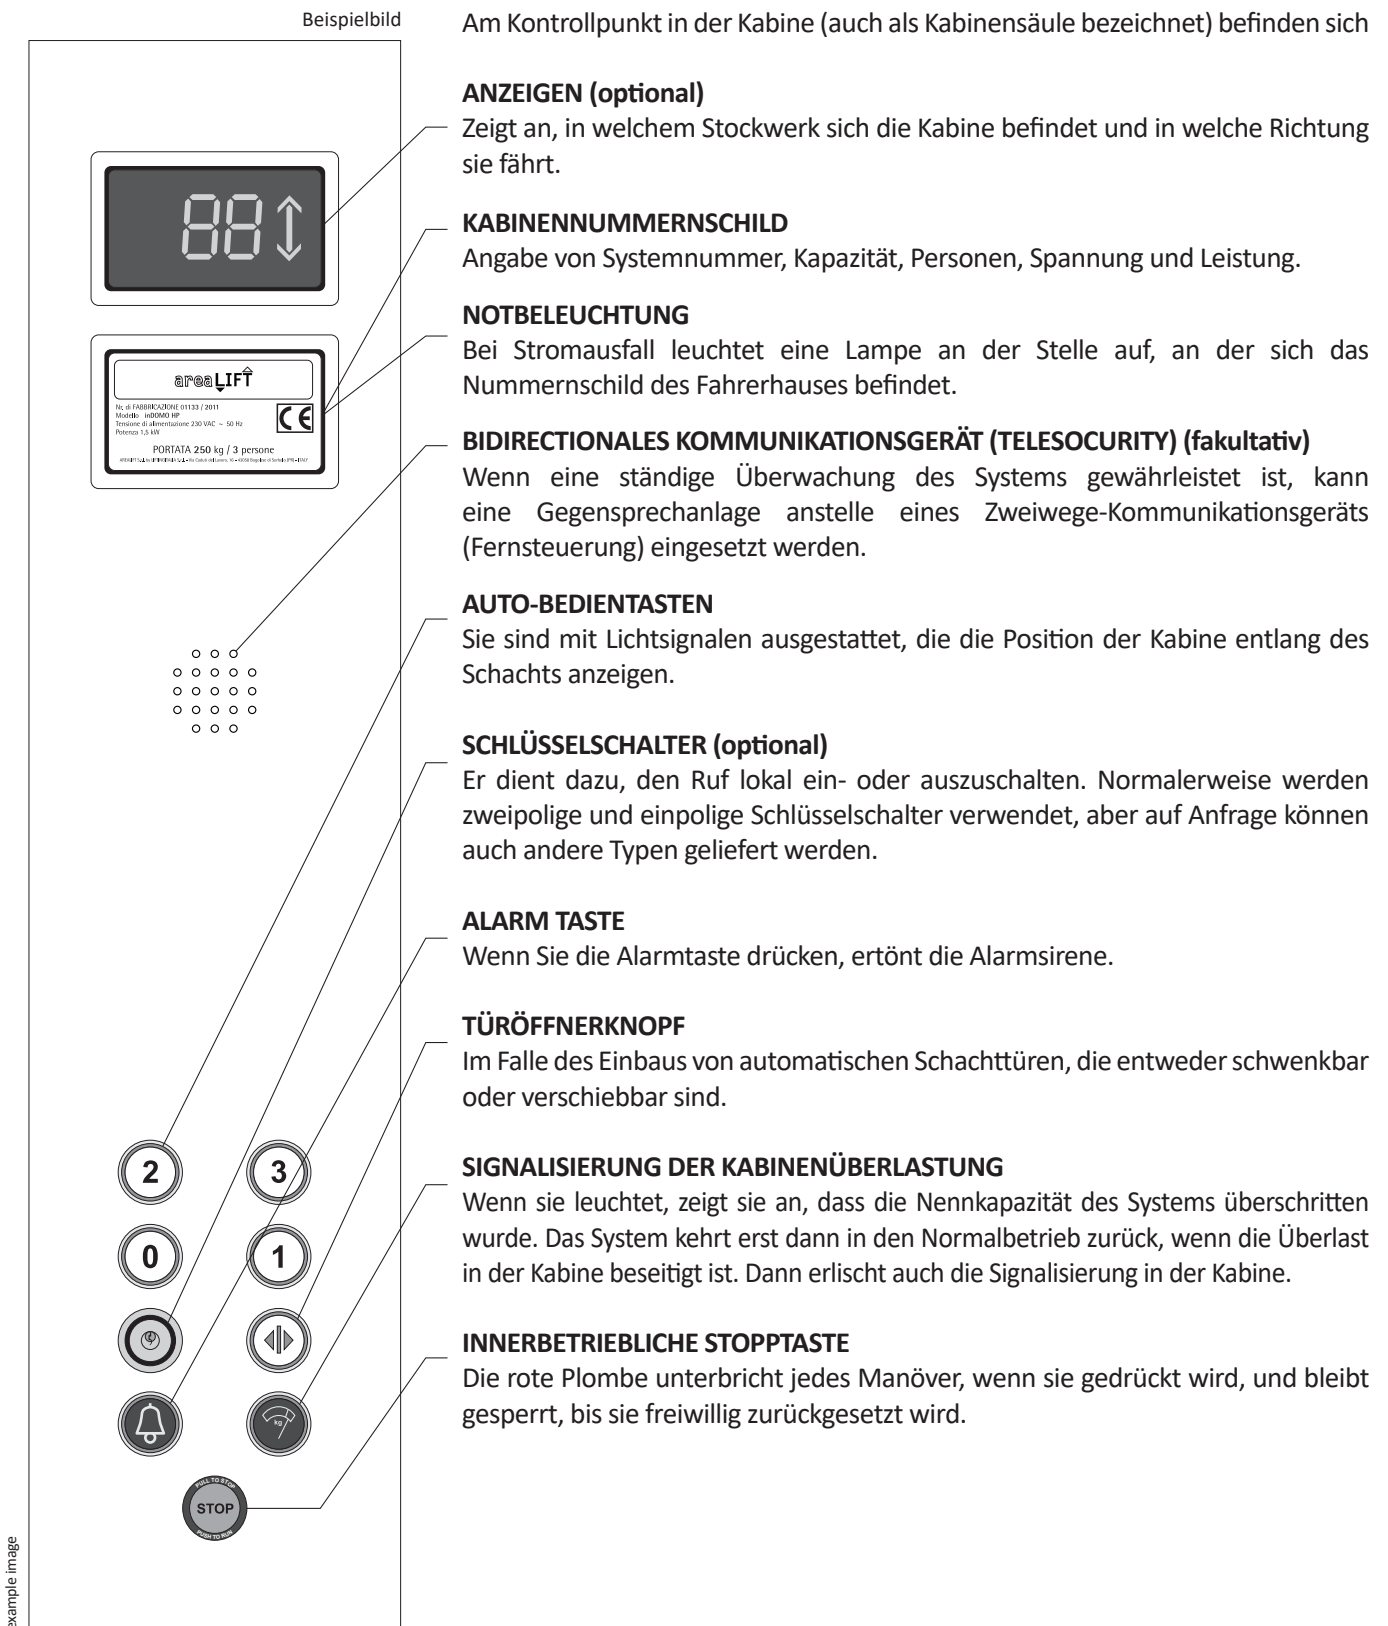 Beispielbild
Am Kontrollpunkt in der Kabine (auch als Kabinensäule bezeichnet) befinden sich
ANZEIGEN (optional)
Zeigt an, in welchem Stockwerk sich die Kabine befindet und in welche Richtung
sie fährt.
KABINENNUMMERNSCHILD
Angabe von Systemnummer, Kapazität, Personen, Spannung und Leistung.
NOTBELEUCHTUNG
Bei Stromausfall leuchtet eine Lampe an der Stelle auf, an der sich das
Nummernschild des Fahrerhauses befindet.
BIDIRECTIONALES KOMMUNIKATIONSGERÄT (TELESOCURITY) (fakultativ)
Wenn eine ständige Überwachung des Systems gewährleistet ist, kann
eine Gegensprechanlage anstelle eines Zweiwege-Kommunikationsgeräts
(Fernsteuerung) eingesetzt werden.
AUTO-BEDIENTASTEN
Sie sind mit Lichtsignalen ausgestattet, die die Position der Kabine entlang des
Schachts anzeigen.
SCHLÜSSELSCHALTER (optional)
Er dient dazu, den Ruf lokal ein- oder auszuschalten. Normalerweise werden
zweipolige und einpolige Schlüsselschalter verwendet, aber auf Anfrage können
auch andere Typen geliefert werden.
ALARM TASTE
Wenn Sie die Alarmtaste drücken, ertönt die Alarmsirene.
TÜRÖFFNERKNOPF
Im Falle des Einbaus von automatischen Schachttüren, die entweder schwenkbar
oder verschiebbar sind.
SIGNALISIERUNG DER KABINENÜBERLASTUNG
Wenn sie leuchtet, zeigt sie an, dass die Nennkapazität des Systems überschritten
wurde. Das System kehrt erst dann in den Normalbetrieb zurück, wenn die Überlast
in der Kabine beseitigt ist. Dann erlischt auch die Signalisierung in der Kabine.
INNERBETRIEBLICHE STOPPTASTE
Die rote Plombe unterbricht jedes Manöver, wenn sie gedrückt wird, und bleibt
gesperrt, bis sie freiwillig zurückgesetzt wird.
88
areaLIFT
Nr. di FABBRICAZIONE 01133 / 2011
Modello inDOMO HP
Tensione di alimentazione 230 VAC ~ 50 Hz
Potenza 1,5 kW
CE
PORTATA 250 kg / 3 persone
2
3
0
1
kg
PULL TO STOP
STOP
PUSH TO RUN
example image